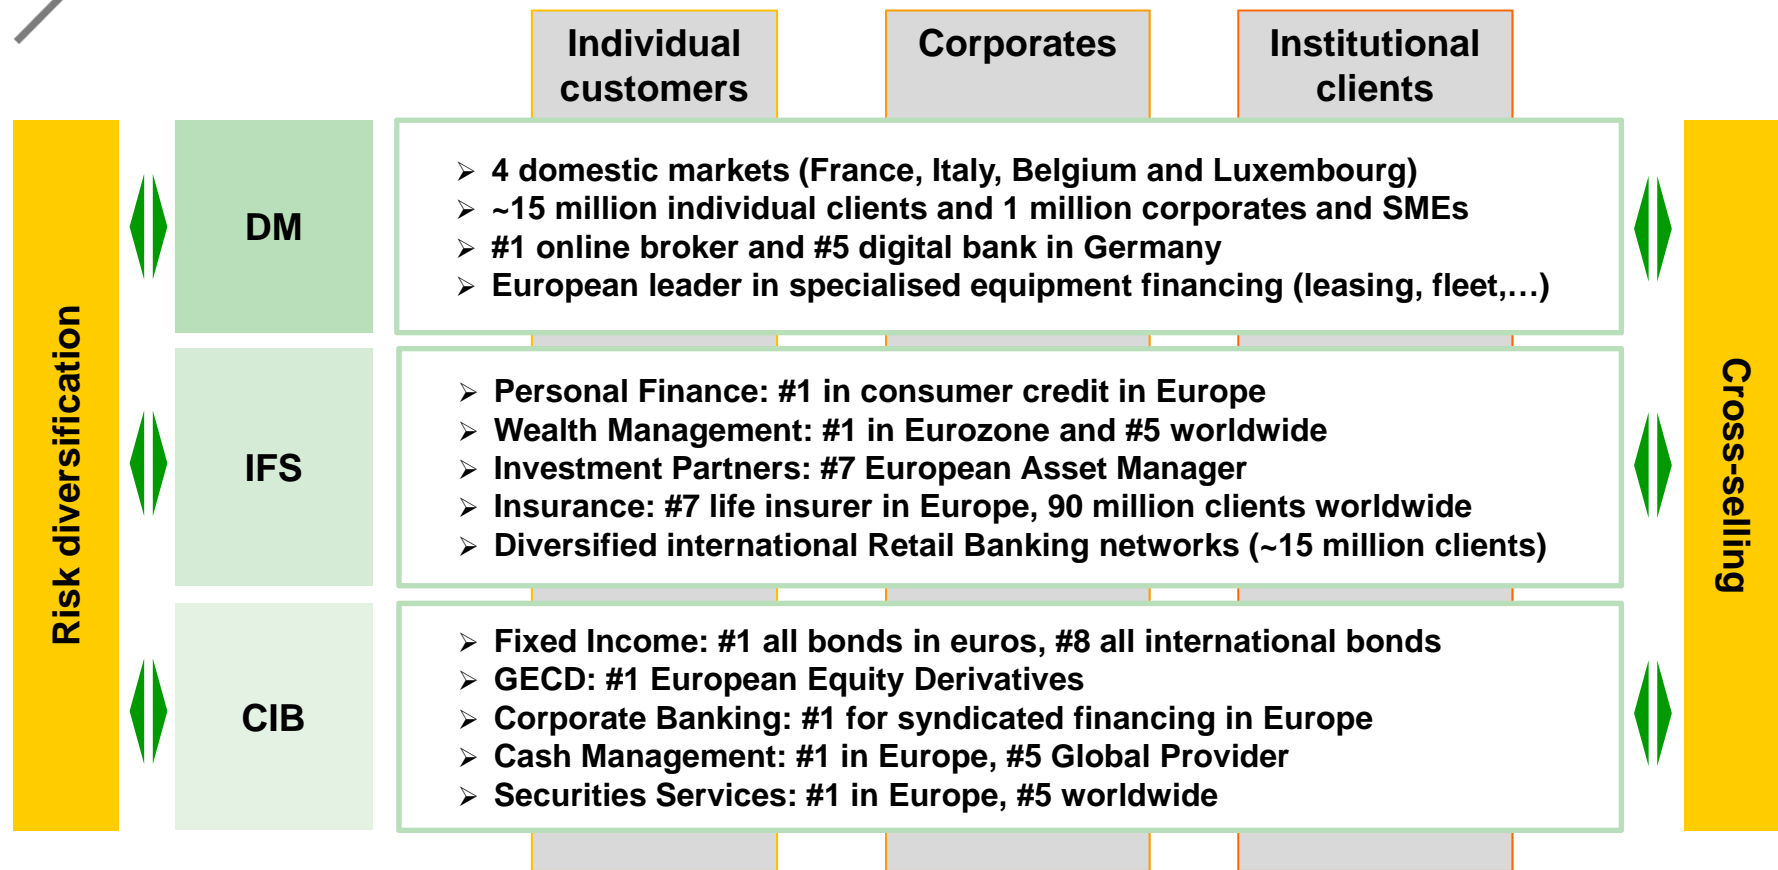 Individual
customers
Corporates
Institutional
clients
Risk diversification
DM
➢ 4 domestic markets (France, Italy, Belgium and Luxembourg)
➢ ~15 million individual clients and 1 million corporates and SMEs
➢ #1 online broker and #5 digital bank in Germany
➢ European leader in specialised equipment financing (leasing, fleet,…)
IFS
➢ Personal Finance: #1 in consumer credit in Europe
➢ Wealth Management: #1 in Eurozone and #5 worldwide
➢ Investment Partners: #7 European Asset Manager
➢ Insurance: #7 life insurer in Europe, 90 million clients worldwide
➢ Diversified international Retail Banking networks (~15 million clients)
CIB
➢ Fixed Income: #1 all bonds in euros, #8 all international bonds
➢ GECD: #1 European Equity Derivatives
➢ Corporate Banking: #1 for syndicated financing in Europe
➢ Cash Management: #1 in Europe, #5 Global Provider
➢ Securities Services: #1 in Europe, #5 worldwide
Cross-selling